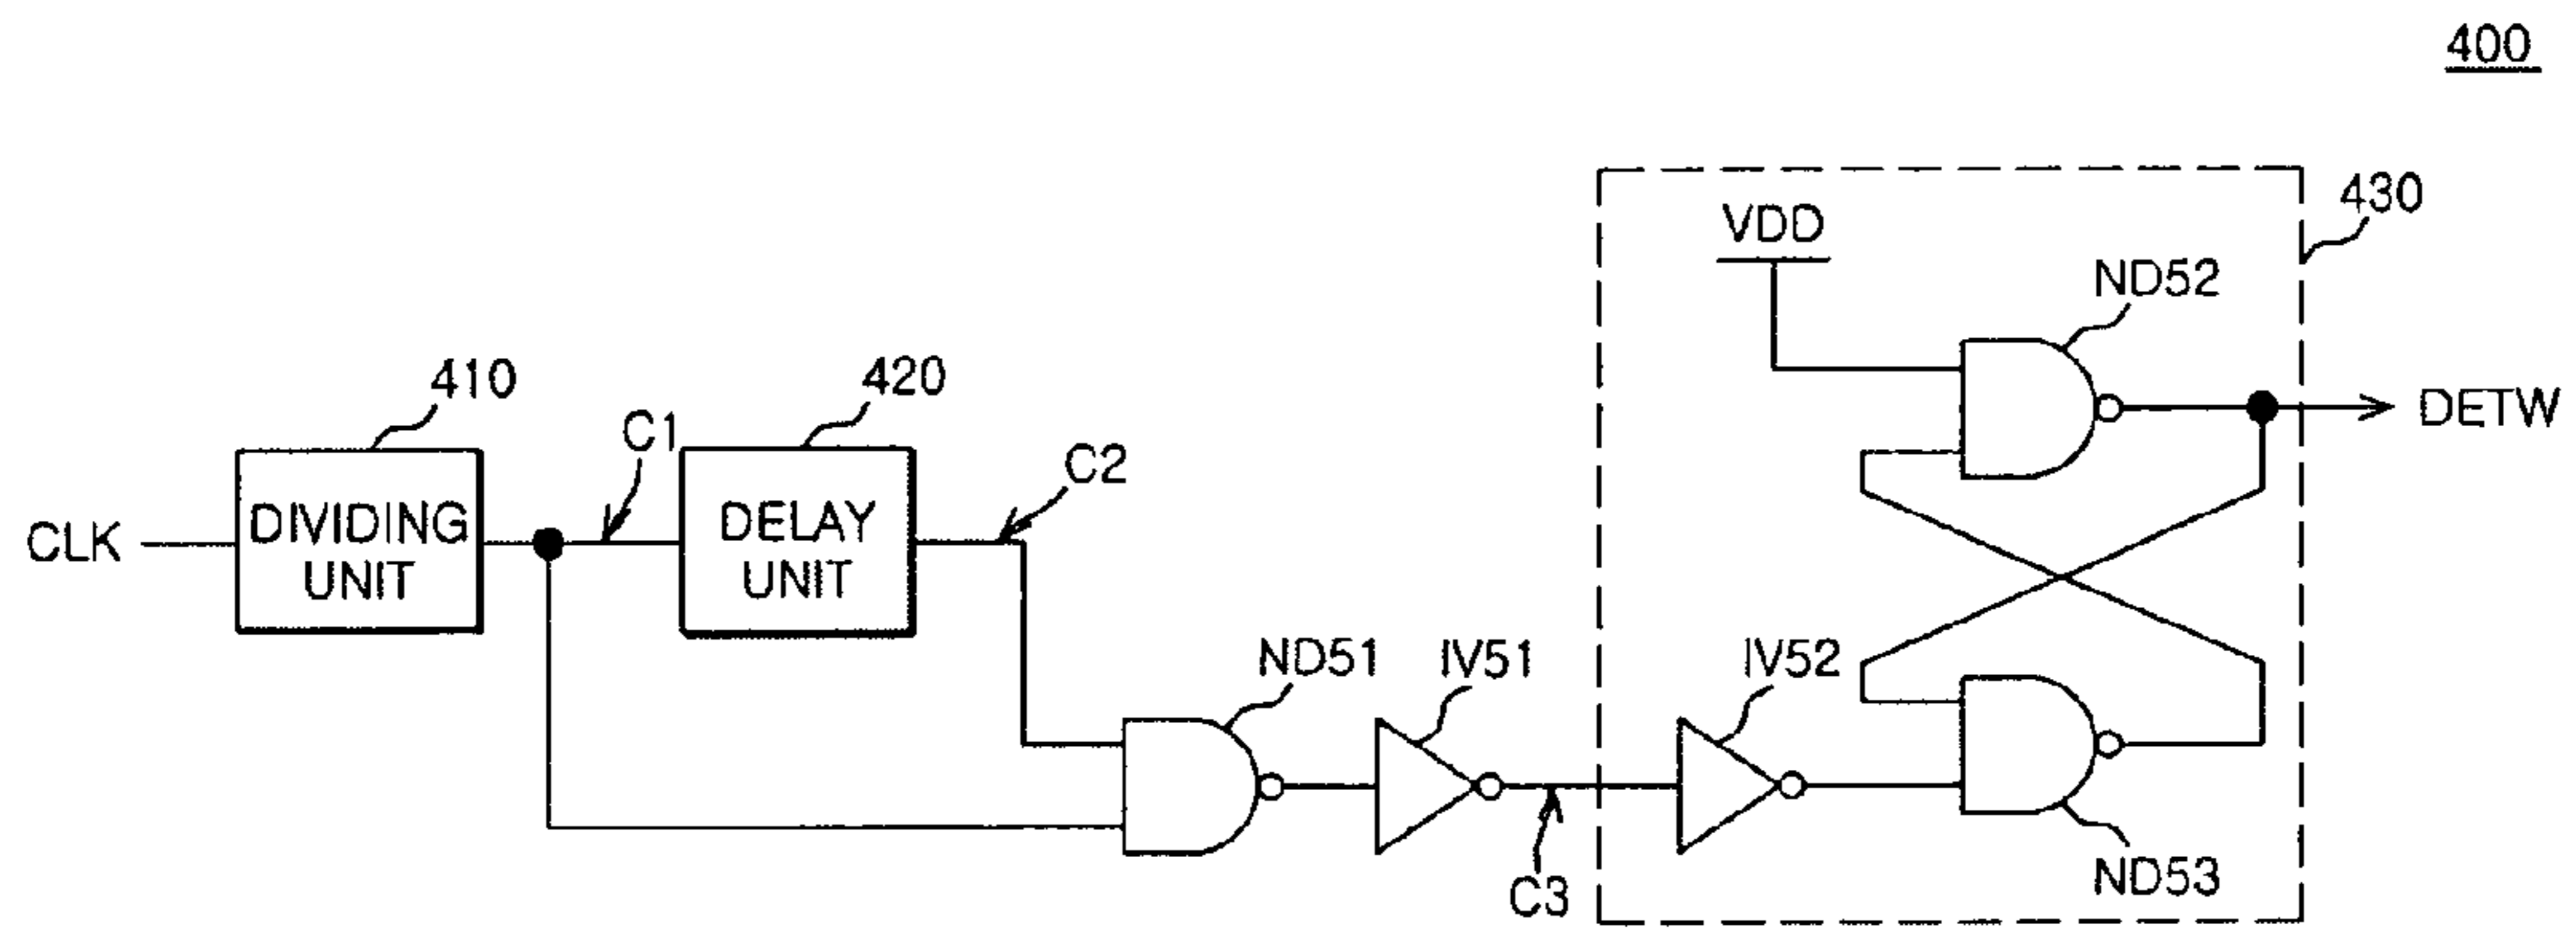 400
430
VDD
ND52
410
420
C1
C2
DETW
CLK
DIVIDING
UNIT
DELAY
UNIT
ND51
IV51
IV52
C3
ND53